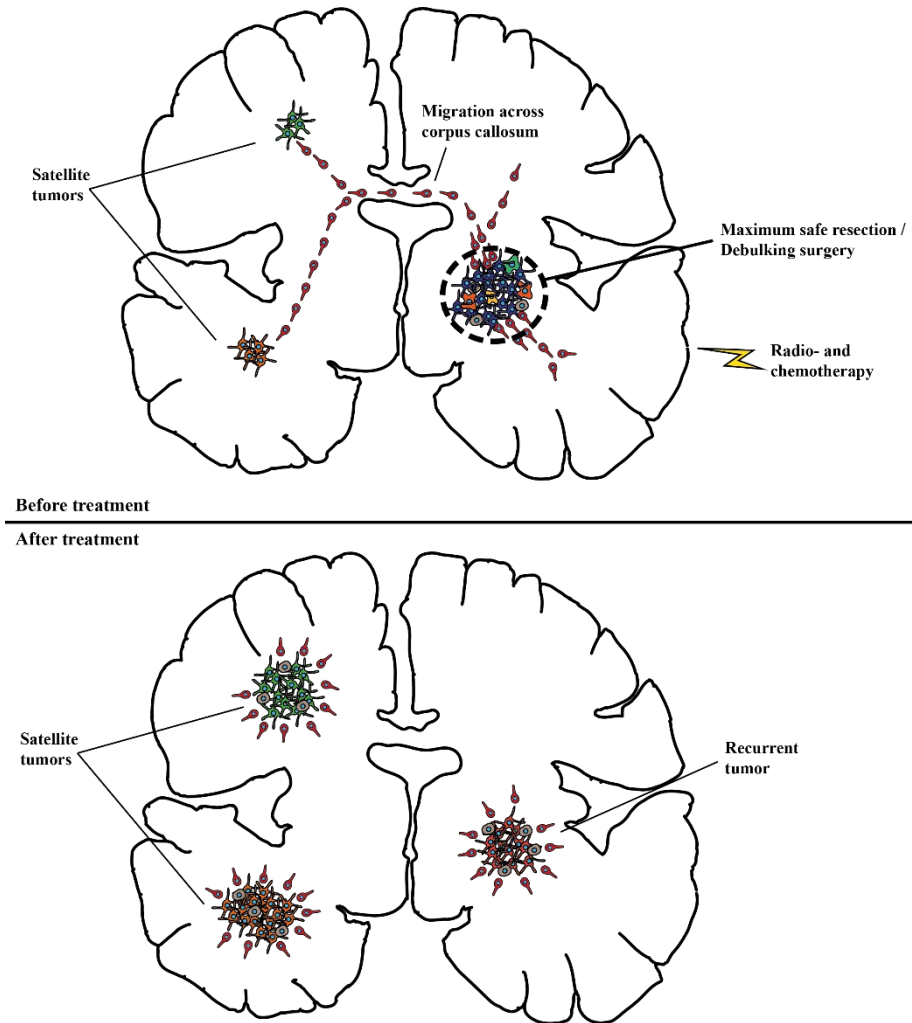 Migration across
corpus callosum
Satellite
tumors
Maximum safe resection /
Debulking surgery
Radio- and
chemotherapy
Before treatment
After treatment
Satellite
tumors
Recurrent
tumor